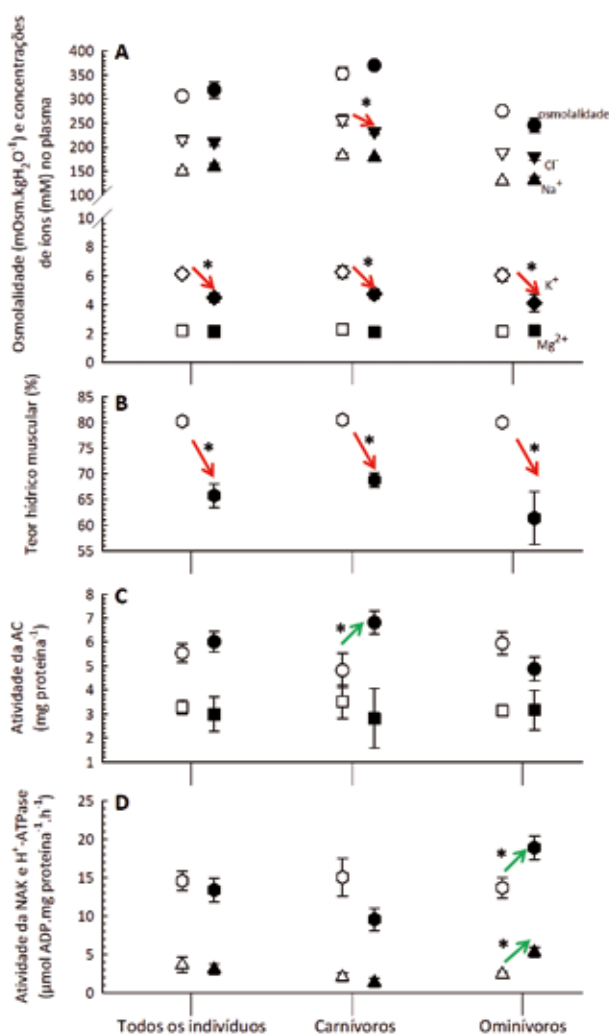 Osmolalidade (mOsm.kgH₂O⁻¹) e concentrações
de íons (mM) no plasma
A
400
350
300
250
200
150
100
10
8
6
4
2
0
*
*
*
*
osmolalidade
Cl⁻
Na⁺
K⁺
Mg²⁺
Teor hídrico muscular (%)
B
85
80
75
70
65
60
55
*
*
*
Atividade da AC
(mg proteína⁻¹)
C
8
7
6
5
4
3
2
1
*
Atividade da NAK e H⁺-ATPase
(µmol ADP.mg proteína⁻¹.h⁻¹)
D
25
20
15
10
5
0
*
*
Todos os indivíduos Carnívoros Ominívoros